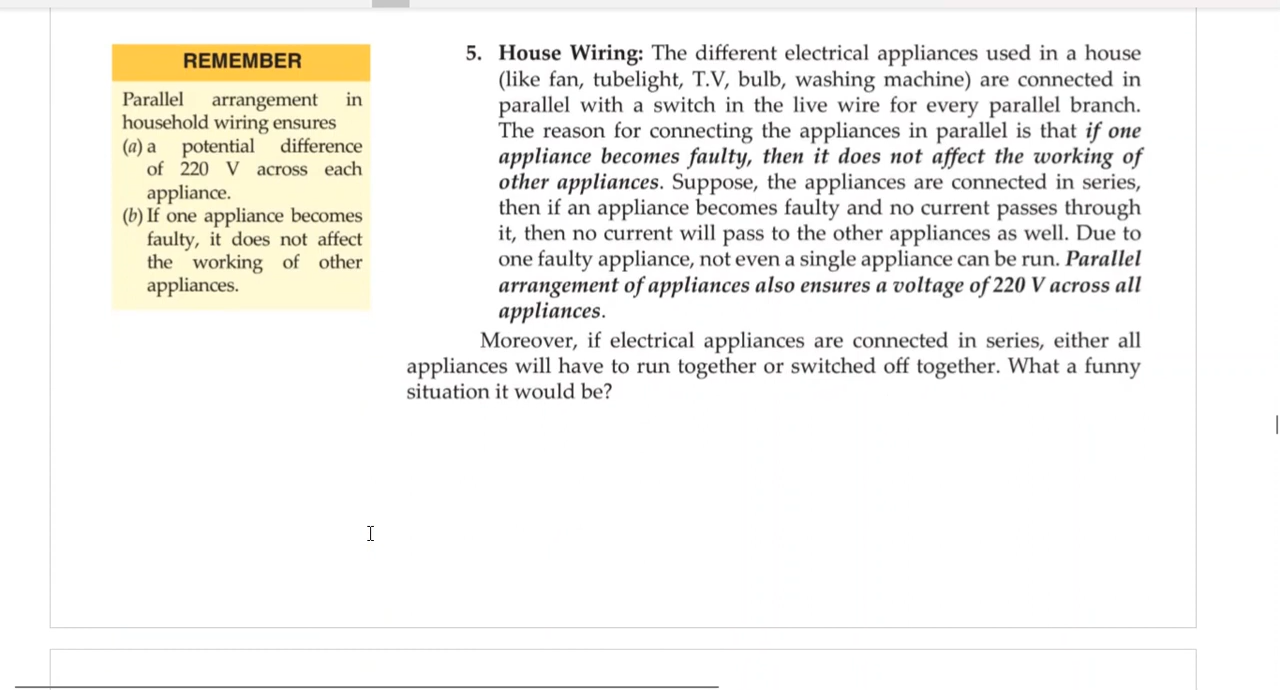 REMEMBER
Parallel arrangement in
household wiring ensures
(a) a potential difference
of 220 V across each
appliance.
(b) If one appliance becomes
faulty, it does not affect
the working of other
appliances.
5. House Wiring: The different electrical appliances used in a house
(like fan, tubelight, T.V, bulb, washing machine) are connected in
parallel with a switch in the live wire for every parallel branch.
The reason for connecting the appliances in parallel is that if one
appliance becomes faulty, then it does not affect the working of
other appliances. Suppose, the appliances are connected in series,
then if an appliance becomes faulty and no current passes through
it, then no current will pass to the other appliances as well. Due to
one faulty appliance, not even a single appliance can be run. Parallel
arrangement of appliances also ensures a voltage of 220 V across all
appliances.
Moreover, if electrical appliances are connected in series, either all
appliances will have to run together or switched off together. What a funny
situation it would be?